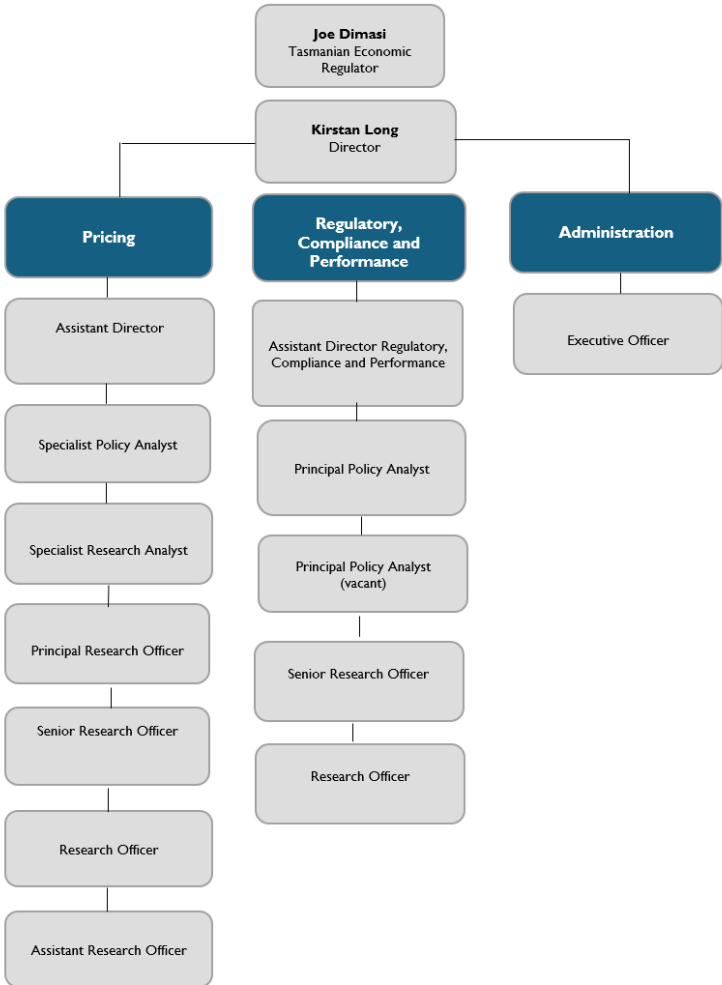 Joe Dimasi
Tasmanian Economic
Regulator
Kirstan Long
Director
Pricing
Assistant Director
Specialist Policy Analyst
Specialist Research Analyst
Principal Research Officer
Senior Research Officer
Research Officer
Assistant Research Officer
Regulatory,
Compliance and
Performance
Assistant Director Regulatory,
Compliance and Performance
Principal Policy Analyst
Principal Policy Analyst
(vacant)
Senior Research Officer
Research Officer
Administration
Executive Officer